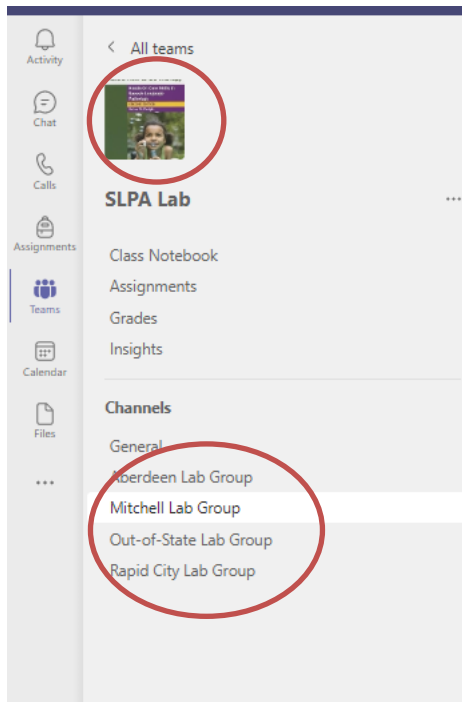 Activity
Chat
Calls
Assignments
Teams
Calendar
Files
All teams
SLPA Lab
Class Notebook
Assignments
Grades
Insights
Channels
General
Aberdeen Lab Group
Mitchell Lab Group
Out-of-State Lab Group
Rapid City Lab Group